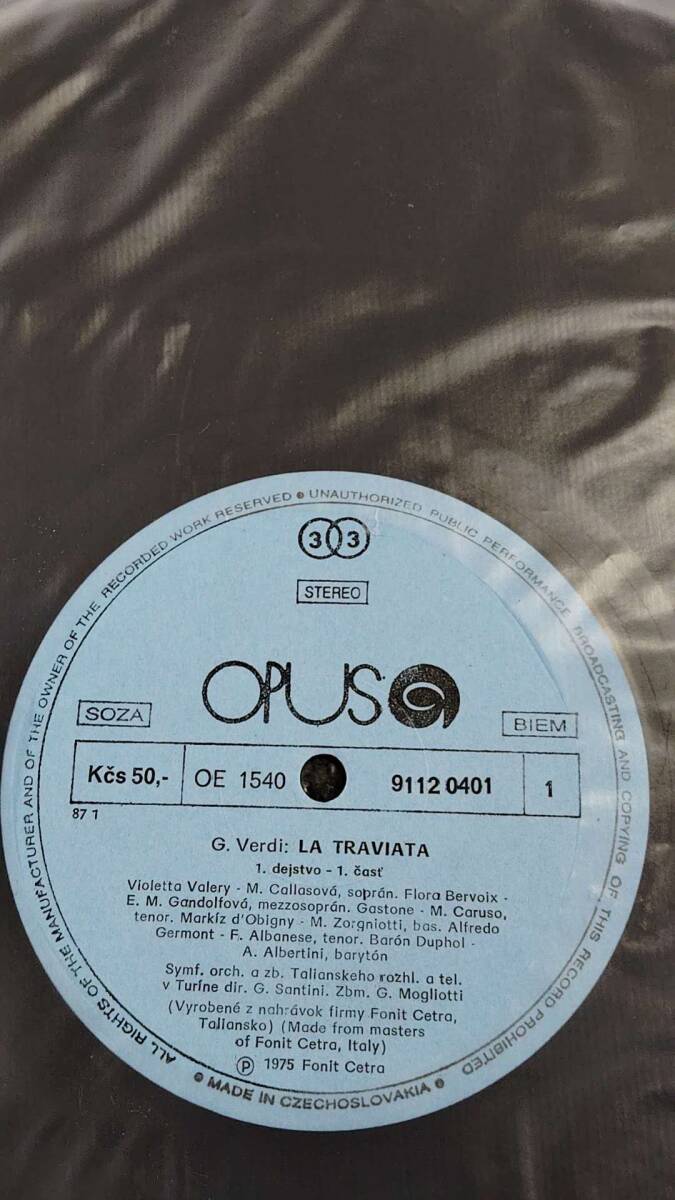 ALL RIGHTS OF THE MANUFACTURER AND OF THE OWNER OF THE RECORDED WORK RESERVED ● UNAUTHORIZED PUBLIC PERFORMANCE BROADCASTING AND COPYING OF THIS RECORD PROHIBITED
33
STEREO
OPUS
SOZA
BIEM
Kčs 50,- OE 1540 9112 0401 1
87 1
G. Verdi: LA TRAVIATA
1. dejstvo - 1. časť
Violetta Valery - M. Callasová, soprán. Flora Bervoix -
E. M. Gandolfová, mezzosoprán. Gastone - M. Caruso,
tenor. Markíz d'Obigny - M. Zorgniotti, bas. Alfredo
Germont - F. Albanese, tenor. Barón Duphol -
A. Albertini, barytón
Symf. orch. a zb. Talianskeho rozhl. a tel.
v Turíne dir. G. Santini. Zbm. G. Mogliotti
(Vyrobené z nahrávok firmy Fonit Cetra,
Taliansko) (Made from masters
of Fonit Cetra, Italy)
Ⓟ 1975 Fonit Cetra
● MADE IN CZECHOSLOVAKIA ●